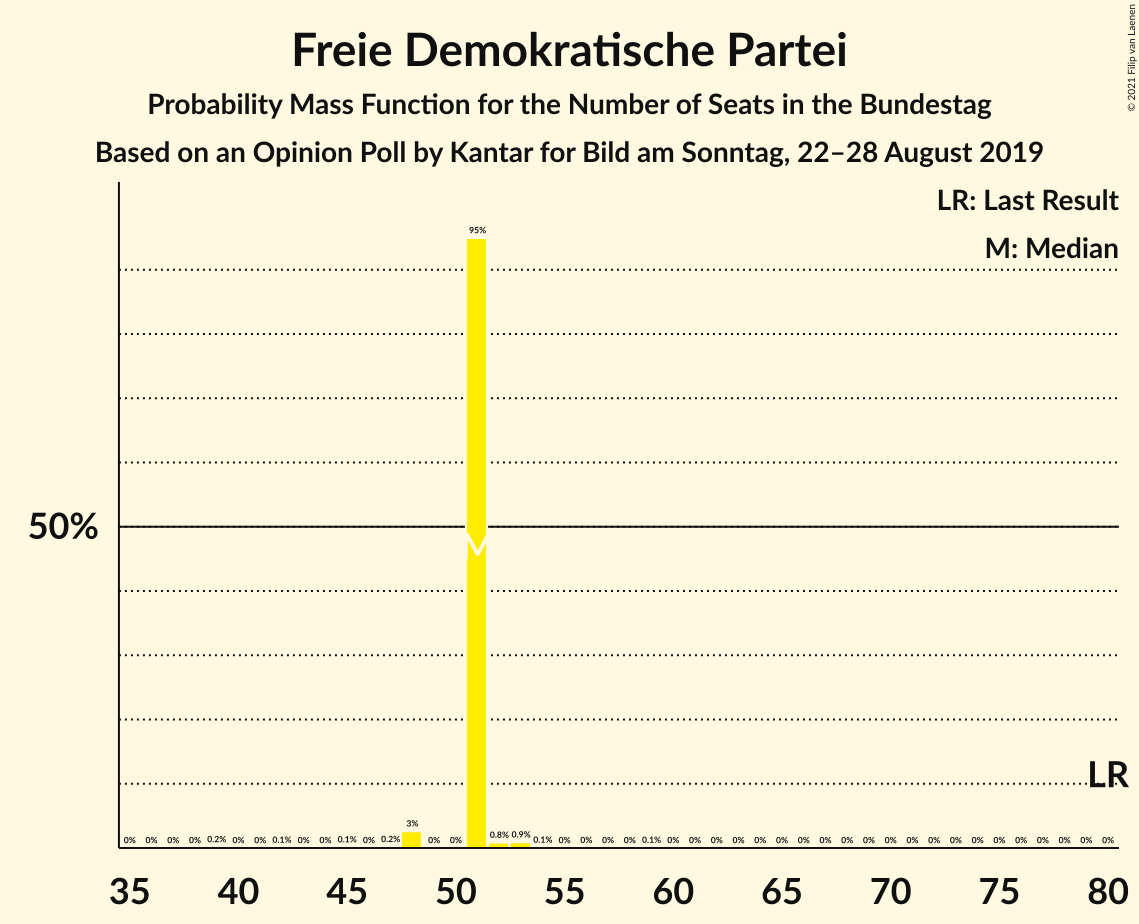 Freie Demokratische Partei
Probability Mass Function for the Number of Seats in the Bundestag
Based on an Opinion Poll by Kantar for Bild am Sonntag, 22–28 August 2019
© 2021 Filip van Laenen
LR: Last Result
M: Median
95%
50%
M
LR
0% 0% 0% 0% 0.2% 0% 0% 0.1% 0% 0% 0.1% 0% 0.2% 3% 0% 0% 0.8% 0.9% 0.1% 0% 0% 0% 0% 0.1% 0% 0% 0% 0% 0% 0% 0% 0% 0% 0% 0% 0% 0% 0% 0% 0% 0% 0% 0% 0% 0%
35 40 45 50 55 60 65 70 75 80